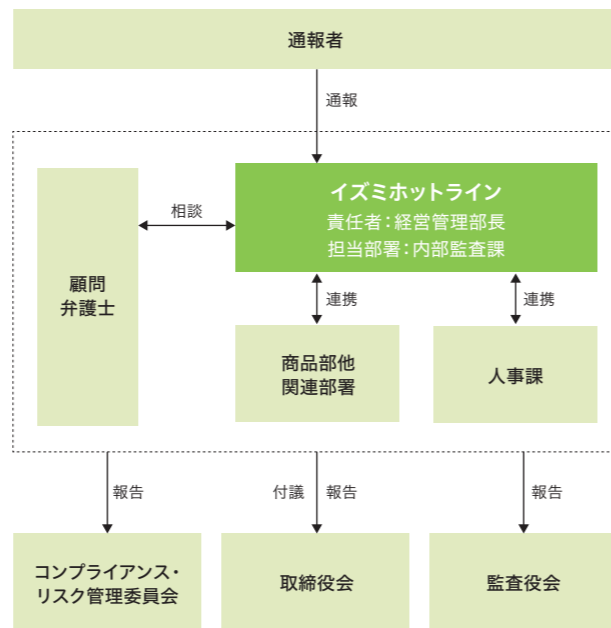 通報者
通報
イズミホットライン
責任者：経営管理部長
担当部署：内部監査課
相談
顧問
弁護士
連携
連携
商品部他
関連部署
人事課
報告
付議
報告
報告
コンプライアンス・
リスク管理委員会
取締役会
監査役会